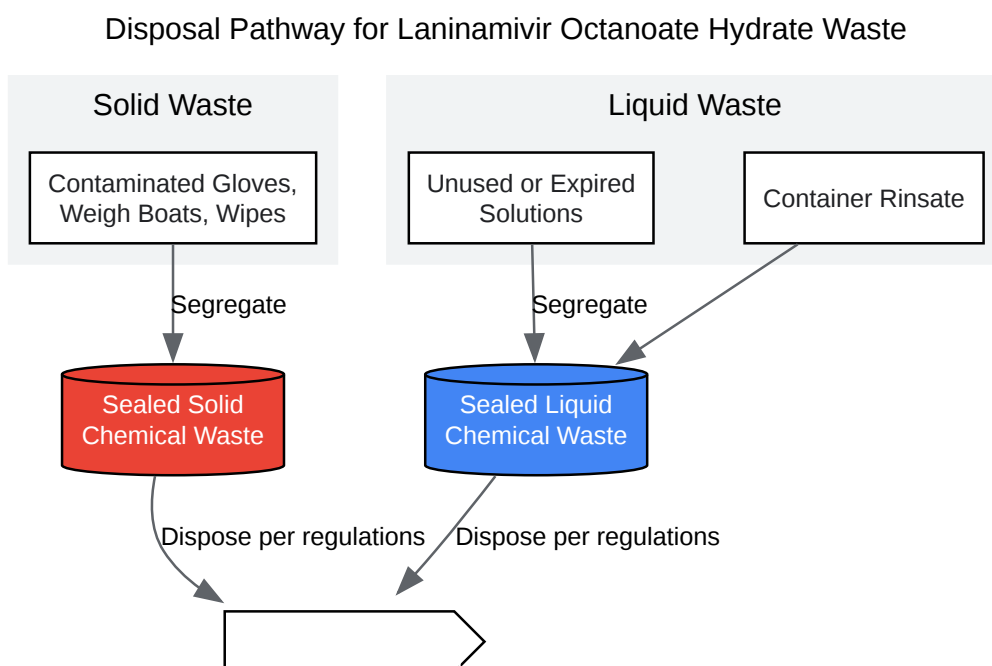 Disposal Pathway for Laninamivir Octanoate Hydrate Waste
Solid Waste
Liquid Waste
Contaminated Gloves,
Weigh Boats, Wipes
Unused or Expired
Solutions
Container Rinsate
Segregate
Segregate
Sealed Solid
Chemical Waste
Sealed Liquid
Chemical Waste
Dispose per regulations
Dispose per regulations